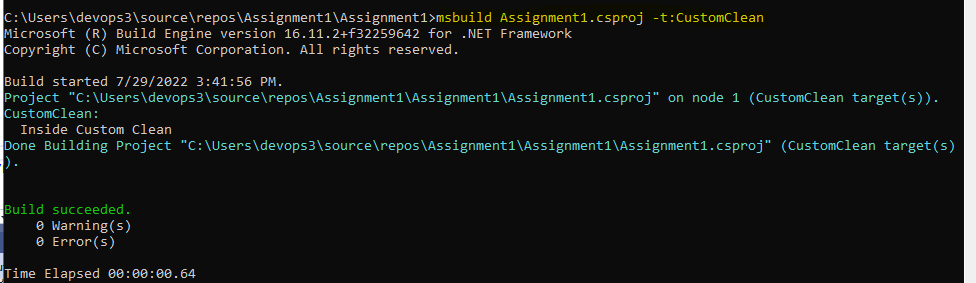 C:\Users\devops3\source\repos\Assignment1\Assignment1>msbuild Assignment1.csproj -t:CustomClean
Microsoft (R) Build Engine version 16.11.2+f32259642 for .NET Framework
Copyright (C) Microsoft Corporation. All rights reserved.
Build started 7/29/2022 3:41:56 PM.
Project "C:\Users\devops3\source\repos\Assignment1\Assignment1\Assignment1.csproj" on node 1 (CustomClean target(s)).
CustomClean:
  Inside Custom Clean
Done Building Project "C:\Users\devops3\source\repos\Assignment1\Assignment1\Assignment1.csproj" (CustomClean target(s)
).
Build succeeded.
    0 Warning(s)
    0 Error(s)
Time Elapsed 00:00:00.64